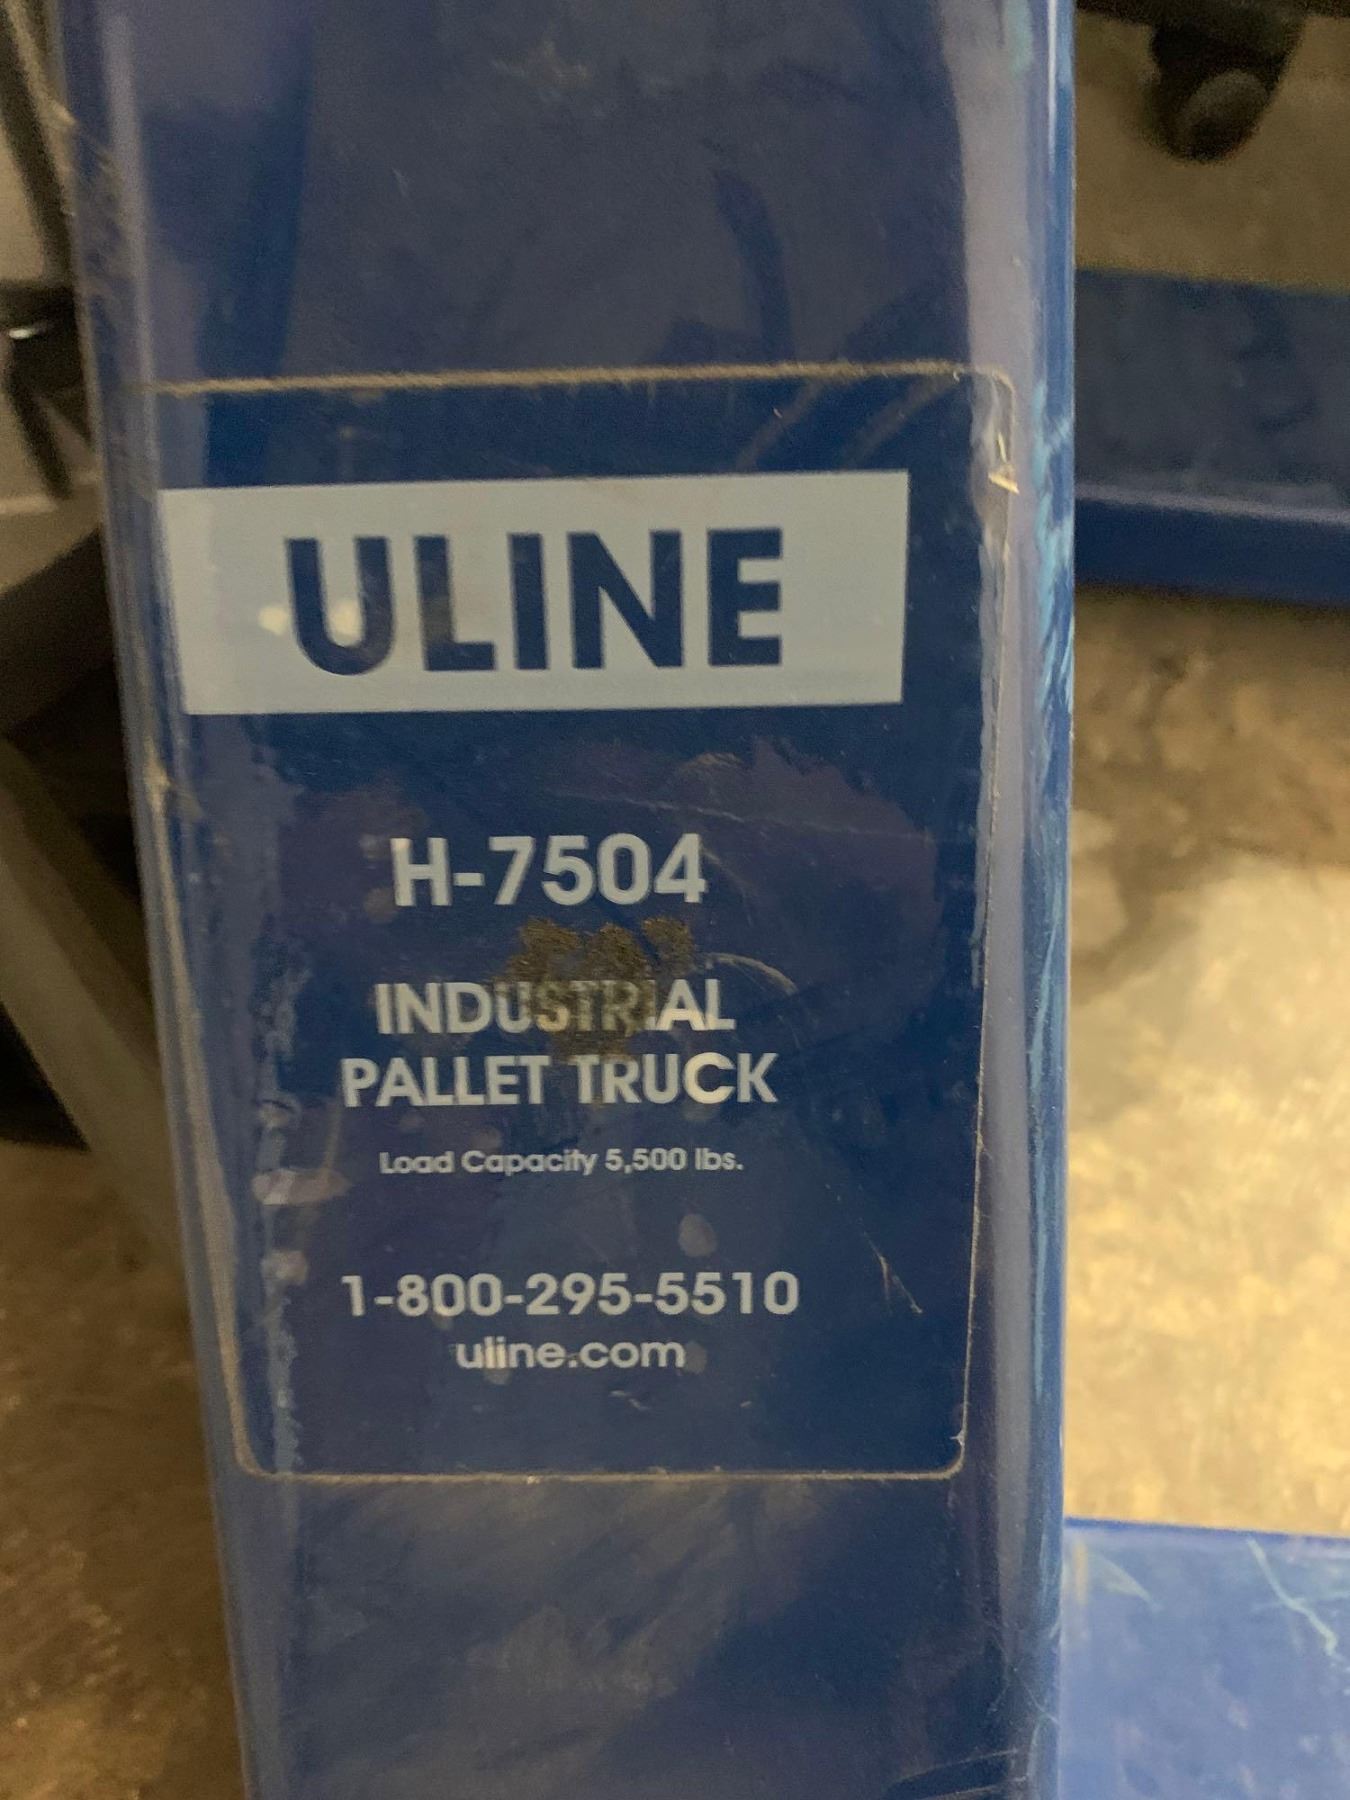 ULINE
H-7504
INDUSTRIAL
PALLET TRUCK
Load Capacity 5,500 lbs.
1-800-295-5510
uline.com